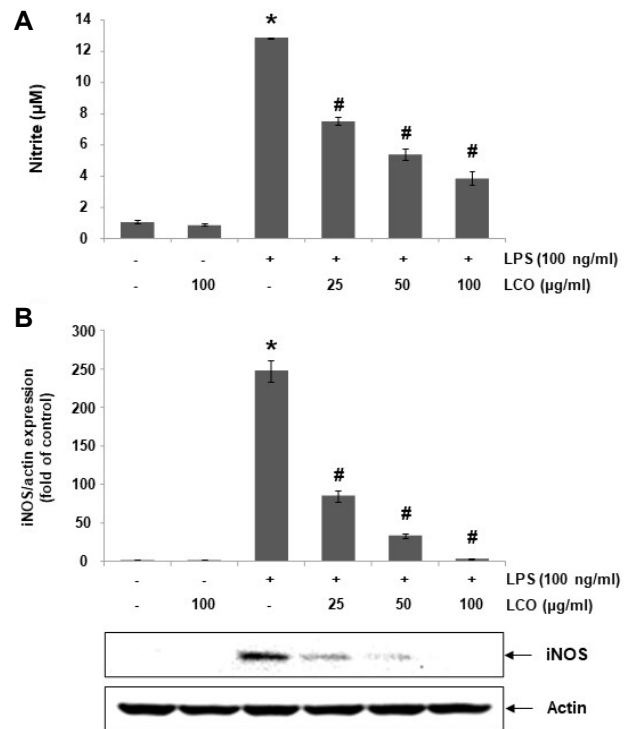 A
Nitrite (µM)
14
12
10
8
6
4
2
0
*
#
#
#
- - + + + + LPS (100 ng/ml)
- 100 - 25 50 100 LCO (µg/ml)
B
iNOS/actin expression
(fold of control)
300
250
200
150
100
50
0
*
#
#
#
- - + + + + LPS (100 ng/ml)
- 100 - 25 50 100 LCO (µg/ml)
iNOS
Actin